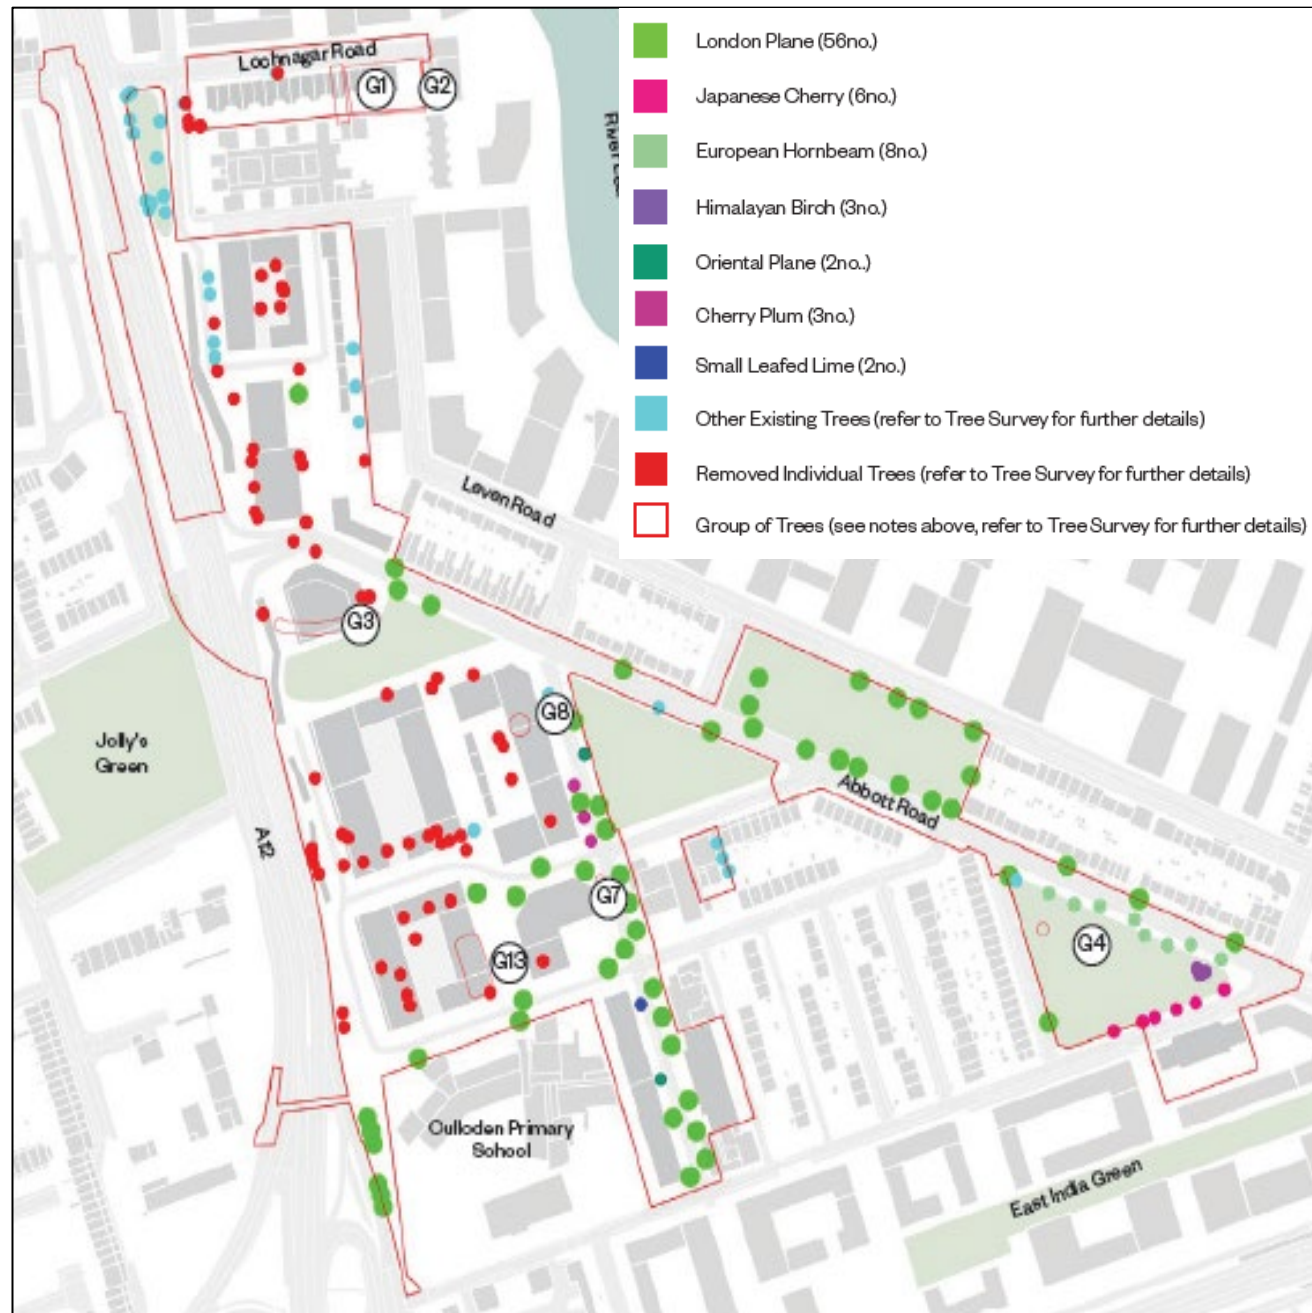 London Plane (56no.)
Japanese Cherry (6no.)
European Hornbeam (8no.)
Himalayan Birch (3no.)
Oriental Plane (2no..)
Cherry Plum (3no.)
Small Leafed Lime (2no.)
Other Existing Trees (refer to Tree Survey for further details)
Removed Individual Trees (refer to Tree Survey for further details)
Group of Trees (see notes above, refer to Tree Survey for further details)
Lochnagar Road
G1
G2
River
Leven Road
G3
G8
Jolly's
Green
A12
Abbott Road
G7
G13
G4
Culloden Primary
School
East India Green